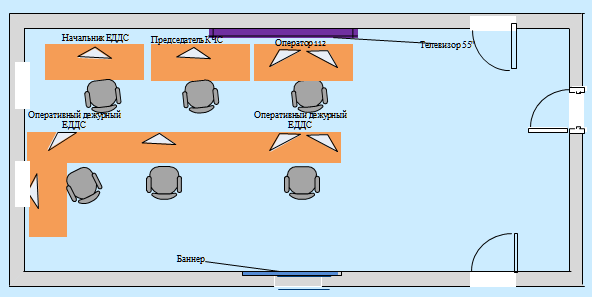 Начальник ЕДДС
Председатель КЧС
Оператор 112
Телевизор 55"
Оперативный дежурный
ЕДДС
Оперативный дежурный
ЕДДС
Баннер